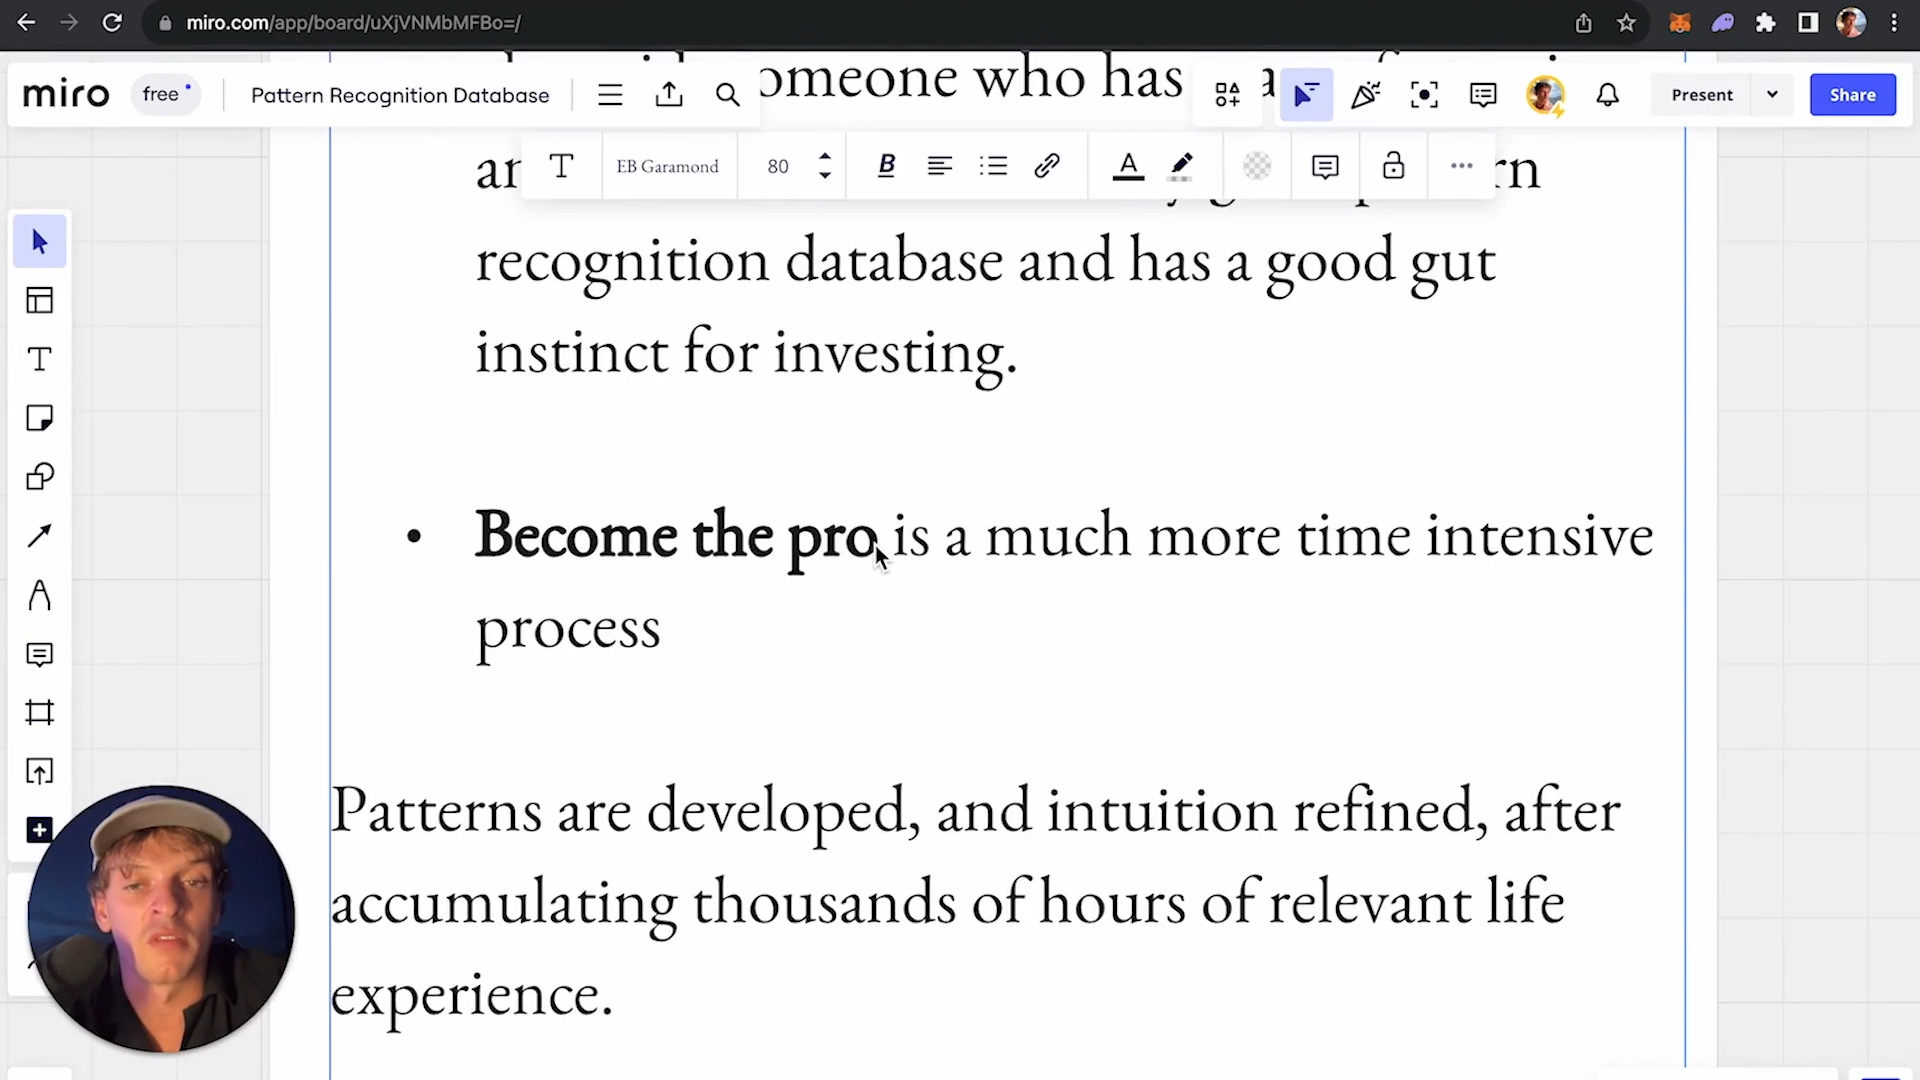 miro.com/app/board/uXjVNMbMFBo=/
miro
free
Pattern Recognition Database
omeone who has
Present
Share
EB Garamond
80
B
A
recognition database and has a good gut
instinct for investing.
• Become the pro is a much more time intensive
process
Patterns are developed, and intuition refined, after
accumulating thousands of hours of relevant life
experience.